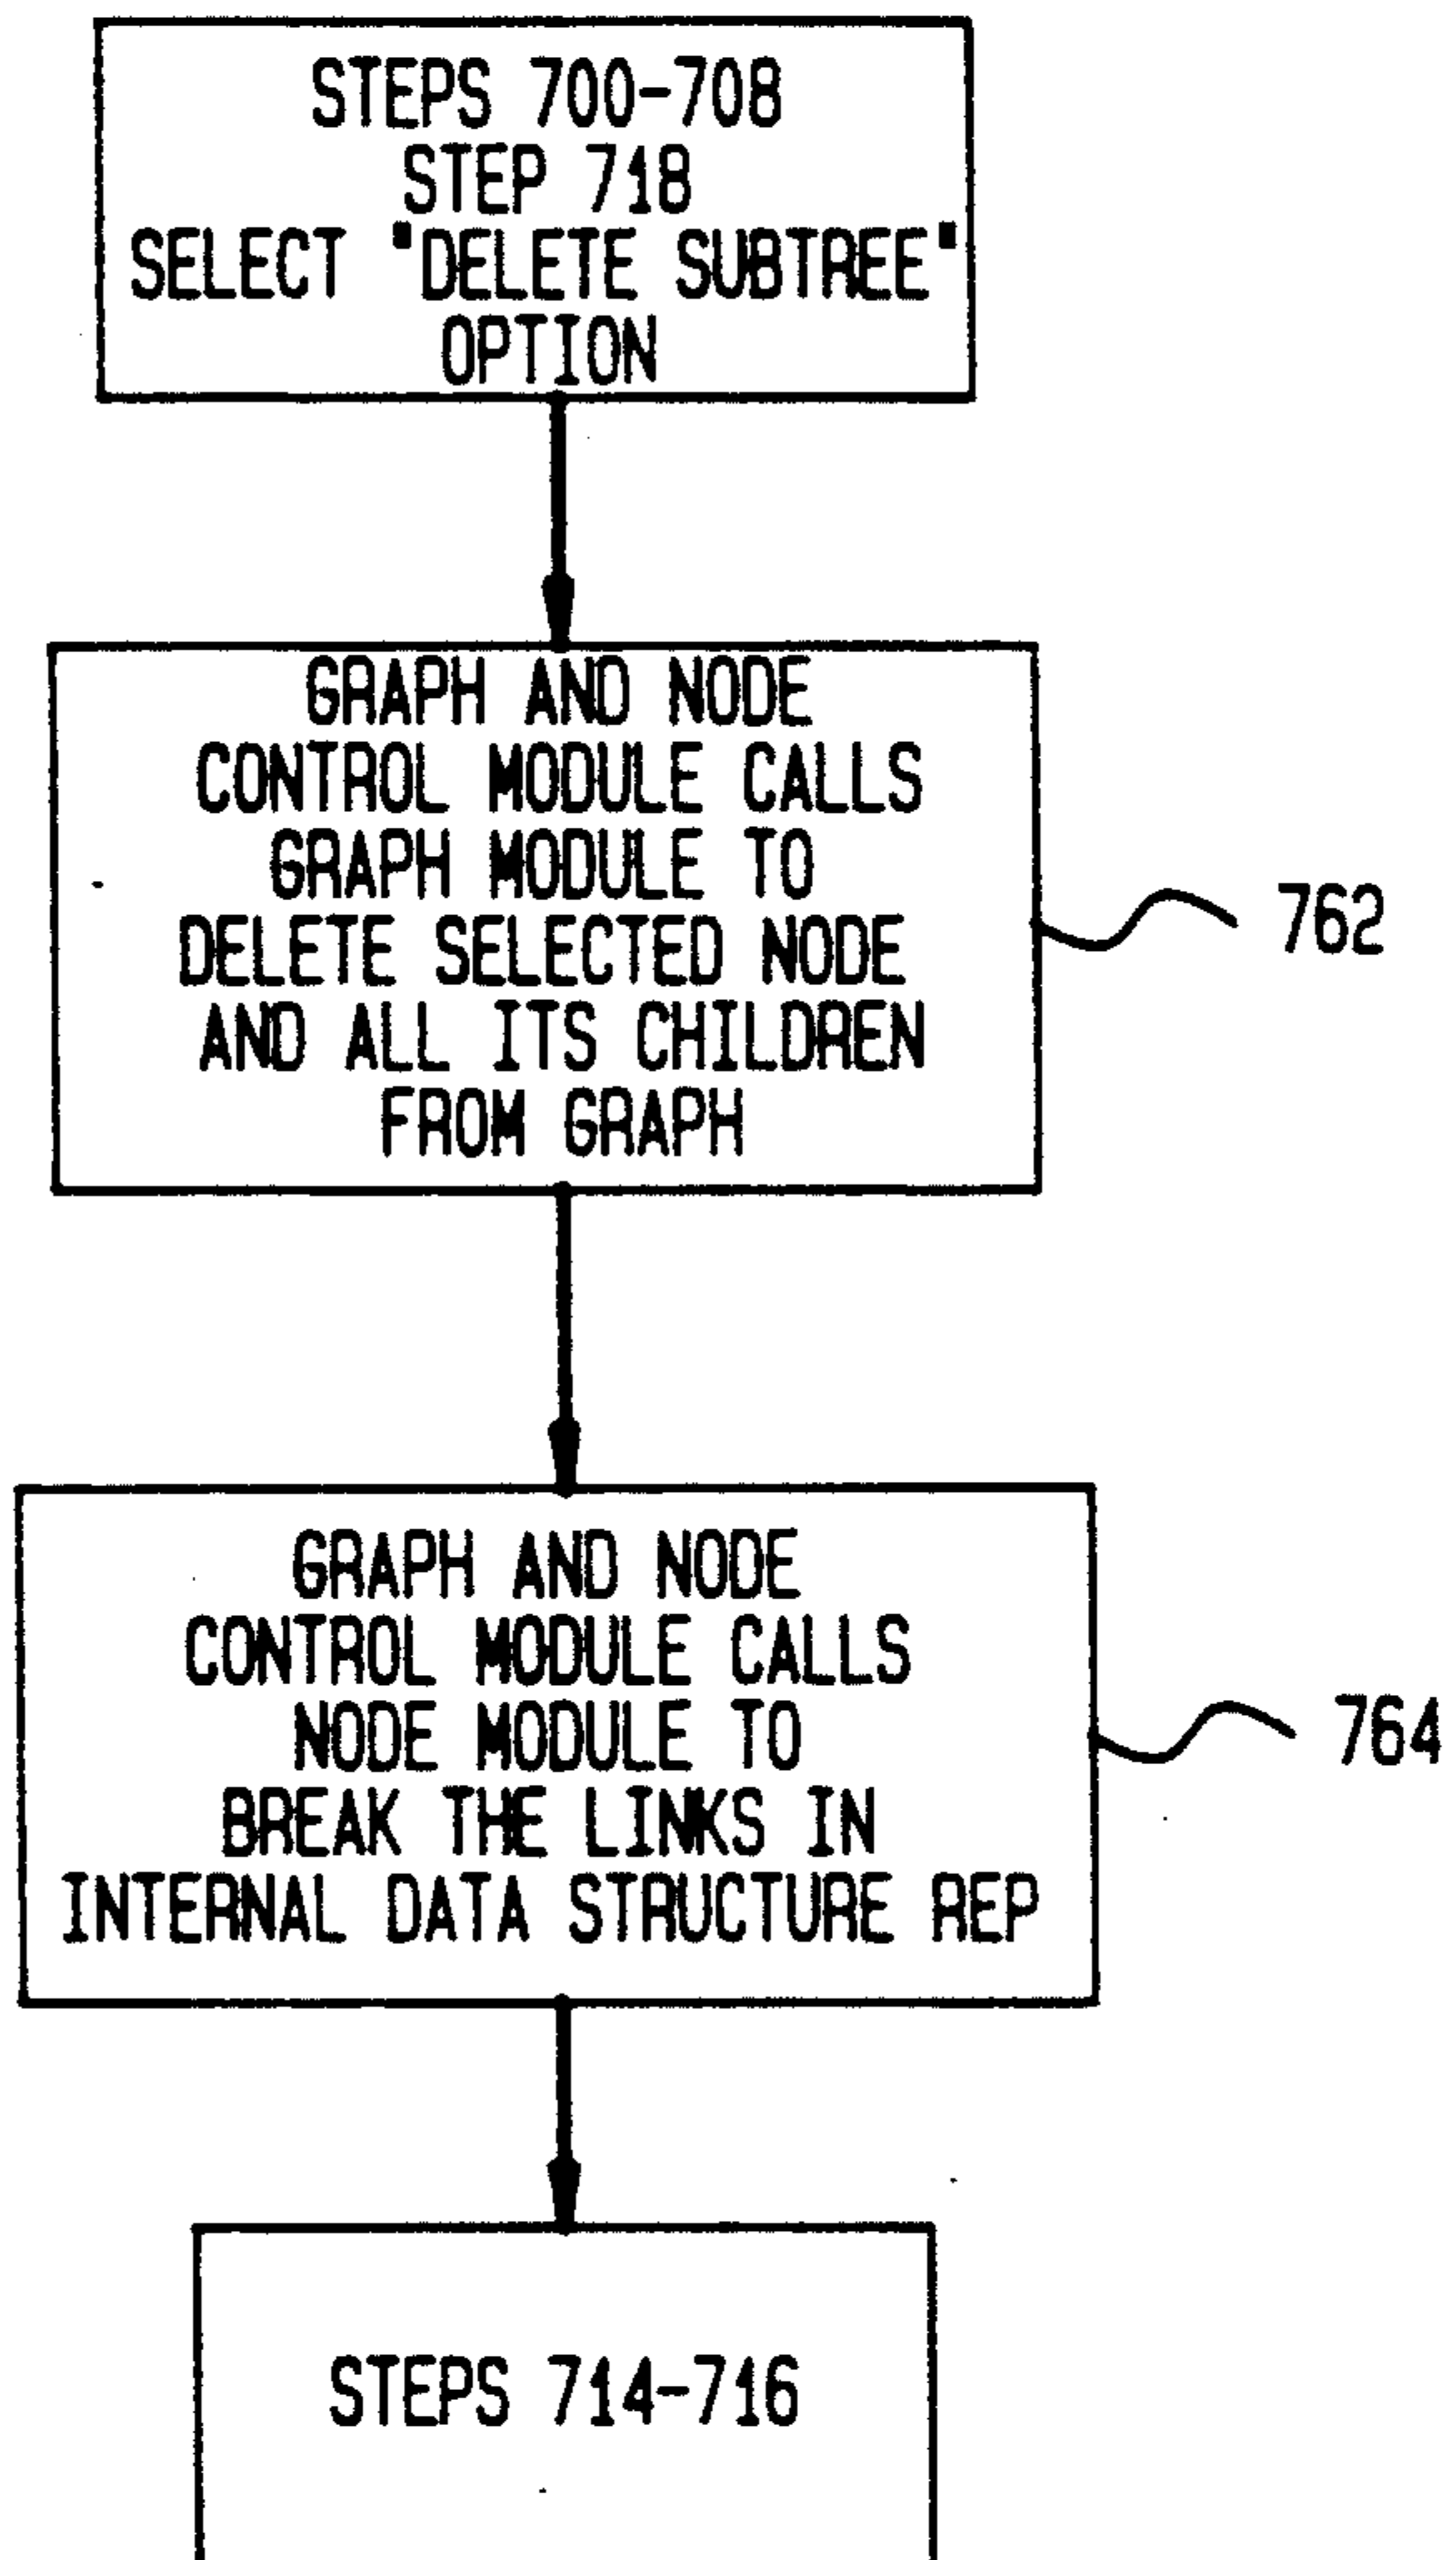 STEPS 700-708
STEP 718
SELECT "DELETE SUBTREE"
OPTION
GRAPH AND NODE
CONTROL MODULE CALLS
GRAPH MODULE TO
DELETE SELECTED NODE
AND ALL ITS CHILDREN
FROM GRAPH
762
GRAPH AND NODE
CONTROL MODULE CALLS
NODE MODULE TO
BREAK THE LINKS IN
INTERNAL DATA STRUCTURE REP
764
STEPS 714-716